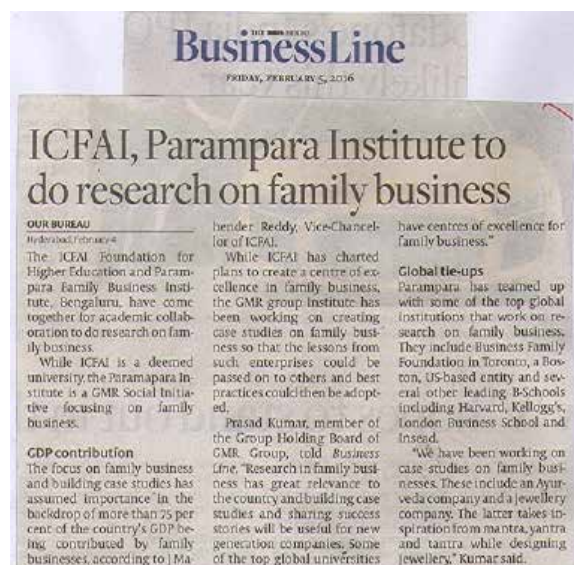 THE HINDU
BusinessLine
FRIDAY, FEBRUARY 5, 2016
ICFAI, Parampara Institute to
do research on family business
OUR BUREAU
Hyderabad, February 4
The ICFAI Foundation for
Higher Education and Param-
para Family Business Insti-
tute, Bengaluru, have come
together for academic collab-
oration to do research on fam-
ily business.
While ICFAI is a deemed
university, the Paramapara In-
stitute is a GMR Social Initia-
tive focusing on family
business.
GDP contribution
The focus on family business
and building case studies has
assumed importance in the
backdrop of more than 75 per
cent of the country's GDP be-
ing contributed by family
businesses, according to J Ma-
hender Reddy, Vice-Chancel-
lor of ICFAI.
While ICFAI has charted
plans to create a centre of ex-
cellence in family business,
the GMR group Institute has
been working on creating
case studies on family busi-
ness so that the lessons from
such enterprises could be
passed on to others and best
practices could then be adopt-
ed.
Prasad Kumar, member of
the Group Holding Board of
GMR Group, told Business
Line, "Research in family busi-
ness has great relevance to
the country and building case
studies and sharing success
stories will be useful for new
generation companies. Some
of the top global universities
have centres of excellence for
family business."
Global tie-ups
Parampara has teamed up
with some of the top global
institutions that work on re-
search on family business.
They include Business Family
Foundation in Toronto, a Bos-
ton, US-based entity and sev-
eral other leading B-Schools
including Harvard, Kellogg's,
London Business School and
Insead.
"We have been working on
case studies on family busi-
nesses. These include an Ayur-
veda company and a jewellery
company. The latter takes in-
spiration from mantra, yantra
and tantra while designing
jewellery," Kumar said.